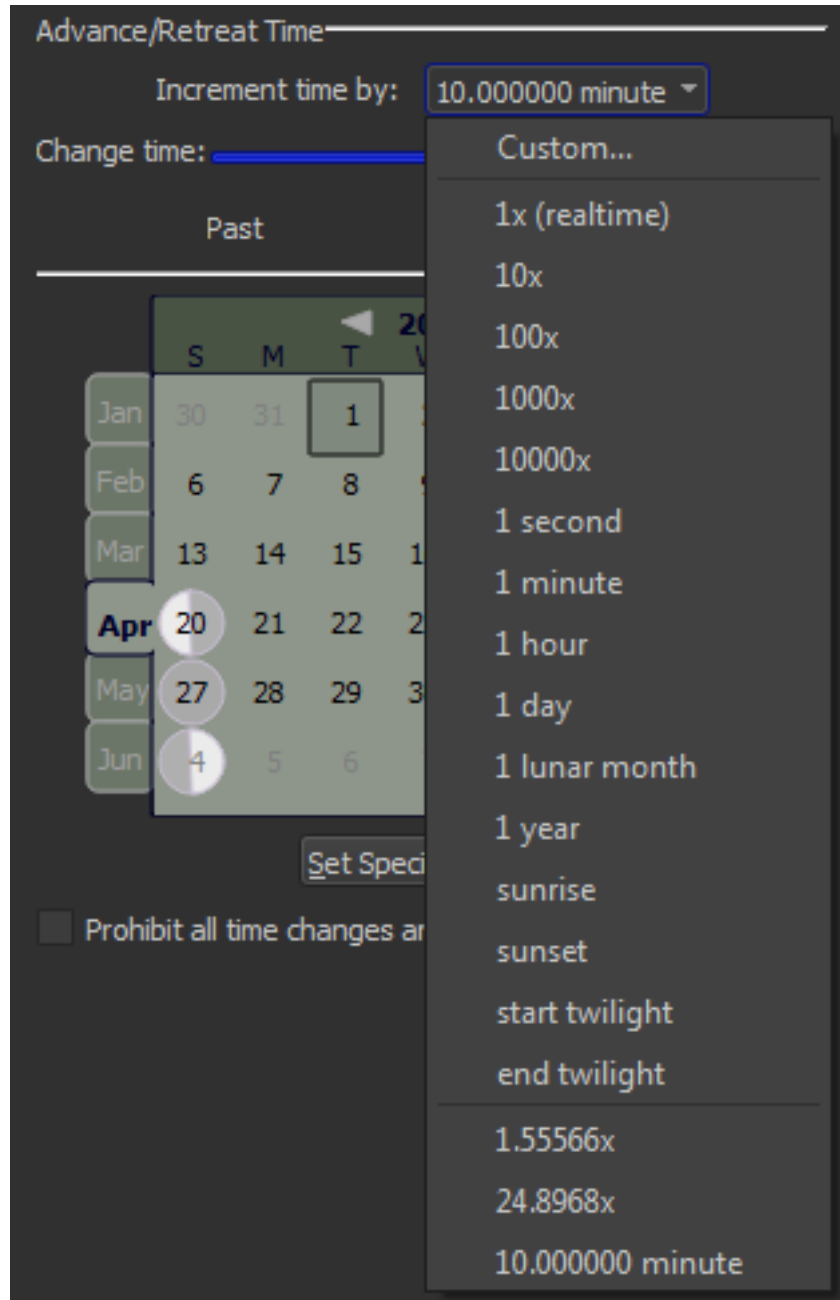 Advance/Retreat Time
Increment time by: 10.000000 minute
Change time:
Custom...
1x (realtime)
Past
10x
100x
1000x
10000x
1 second
1 minute
1 hour
1 day
1 lunar month
1 year
sunrise
sunset
start twilight
end twilight
1.55566x
24.8968x
10.000000 minute
20
S M T
Jan 30 31 1
Feb 6 7 8
Mar 13 14 15
Apr 20 21 22
May 27 28 29
Jun 4 5 6
Set Speci
Prohibit all time changes